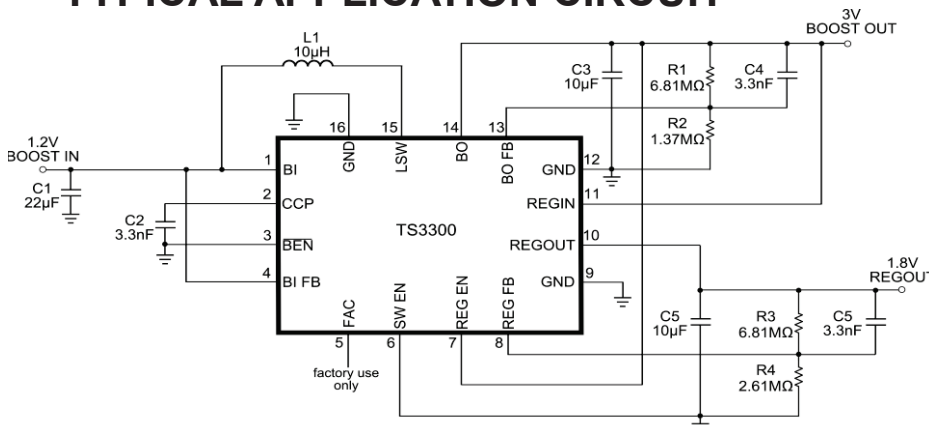 TYPICAL APPLICATION CIRCUIT
3V
BOOST OUT
L1
10µH
C3
10µF
R1
6.81MΩ
C4
3.3nF
R2
1.37MΩ
16
15
14
13
GND
LSW
BO
BO FB
1.2V
BOOST IN
C1
22µF
C2
3.3nF
1
BI
2
CCP
3
BEN
4
BI FB
TS3300
12
GND
11
REGIN
10
REGOUT
9
GND
FAC
SW EN
REG EN
REG FB
5
6
7
8
factory use
only
1.8V
REGOUT
C5
10µF
R3
6.81MΩ
C5
3.3nF
R4
2.61MΩ